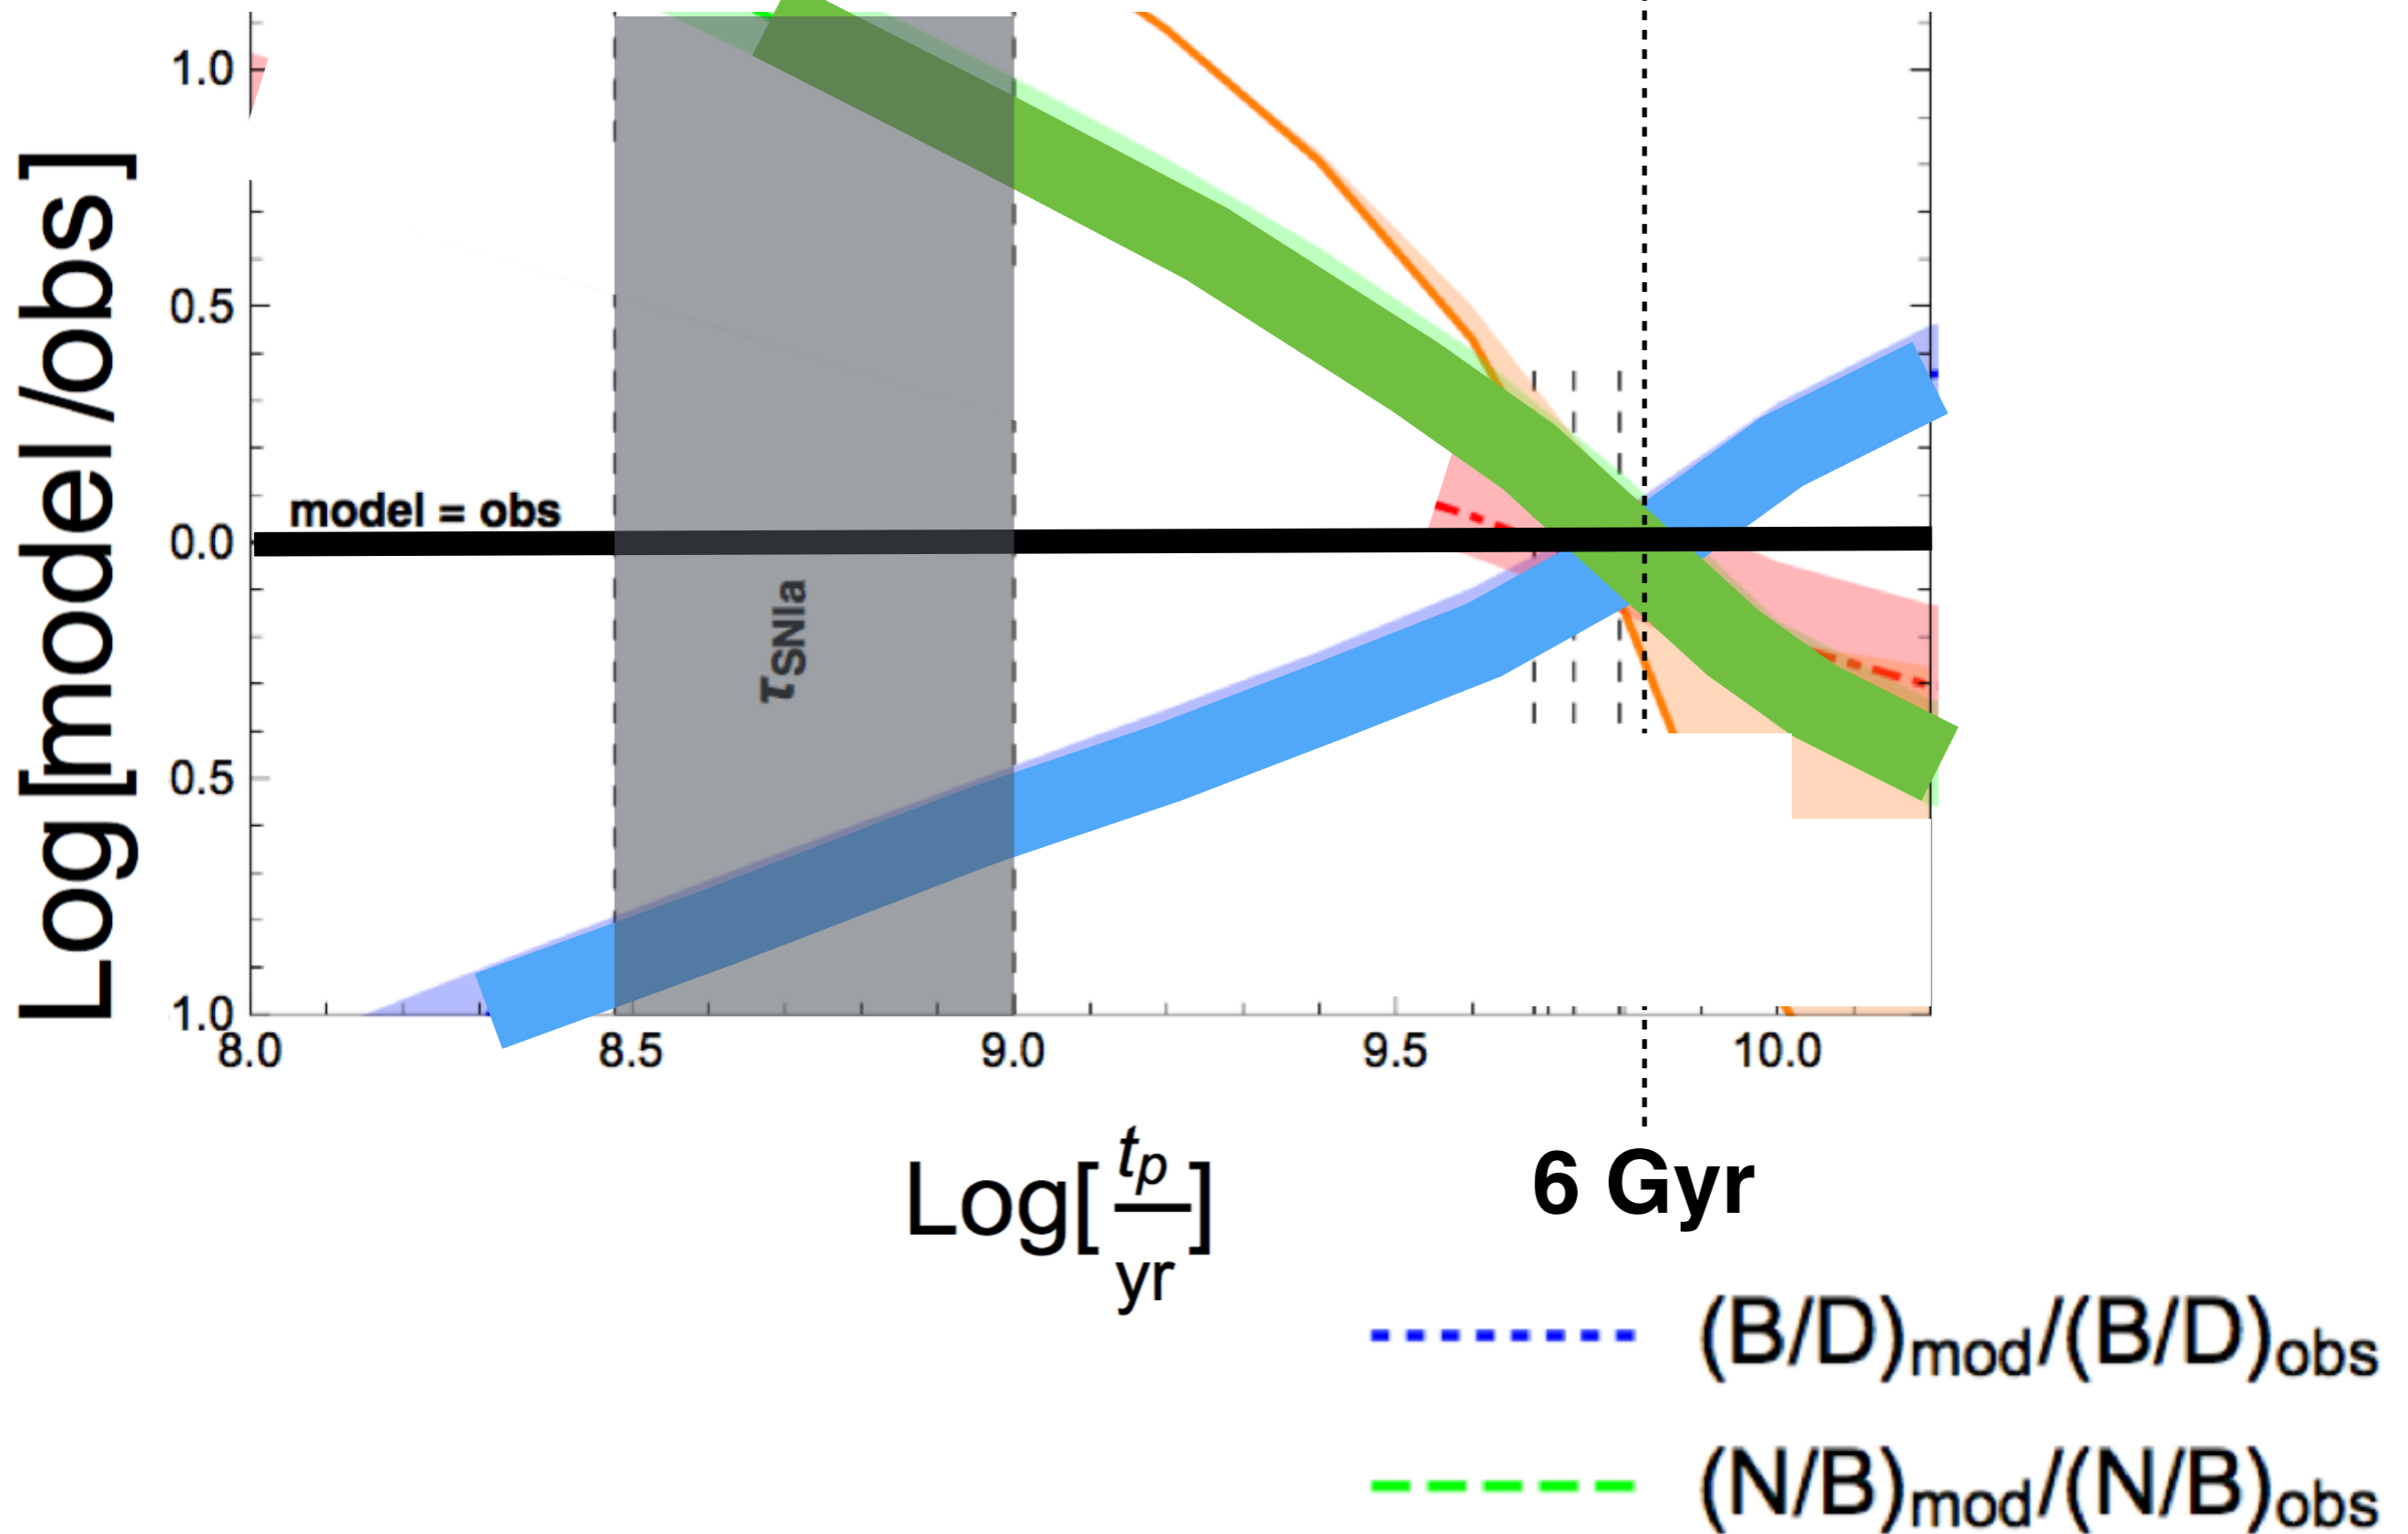 Log[model/obs]
1.0
0.5
model = obs
0.0
τSNIa
0.5
1.0
8.0 8.5 9.0 9.5 10.0
Log[tp/yr]
6 Gyr
(B/D)mod/(B/D)obs
(N/B)mod/(N/B)obs